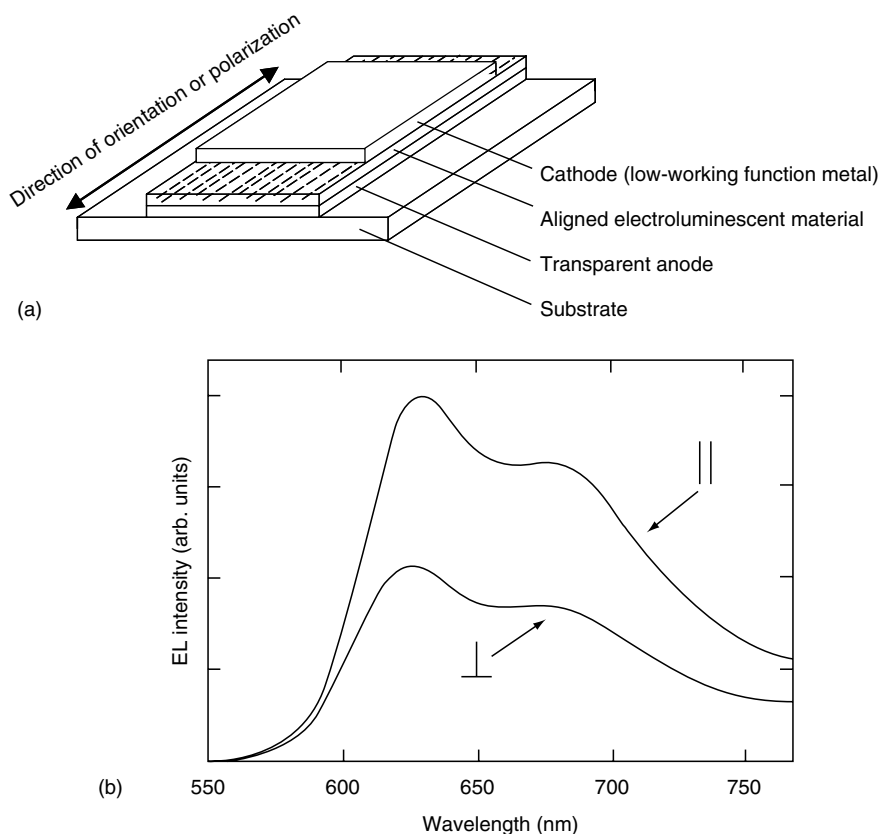 Direction of orientation or polarization
Cathode (low-working function metal)
Aligned electroluminescent material
Transparent anode
Substrate
(a)
EL intensity (arb. units)
||
⊥
550
600
650
700
750
(b)
Wavelength (nm)